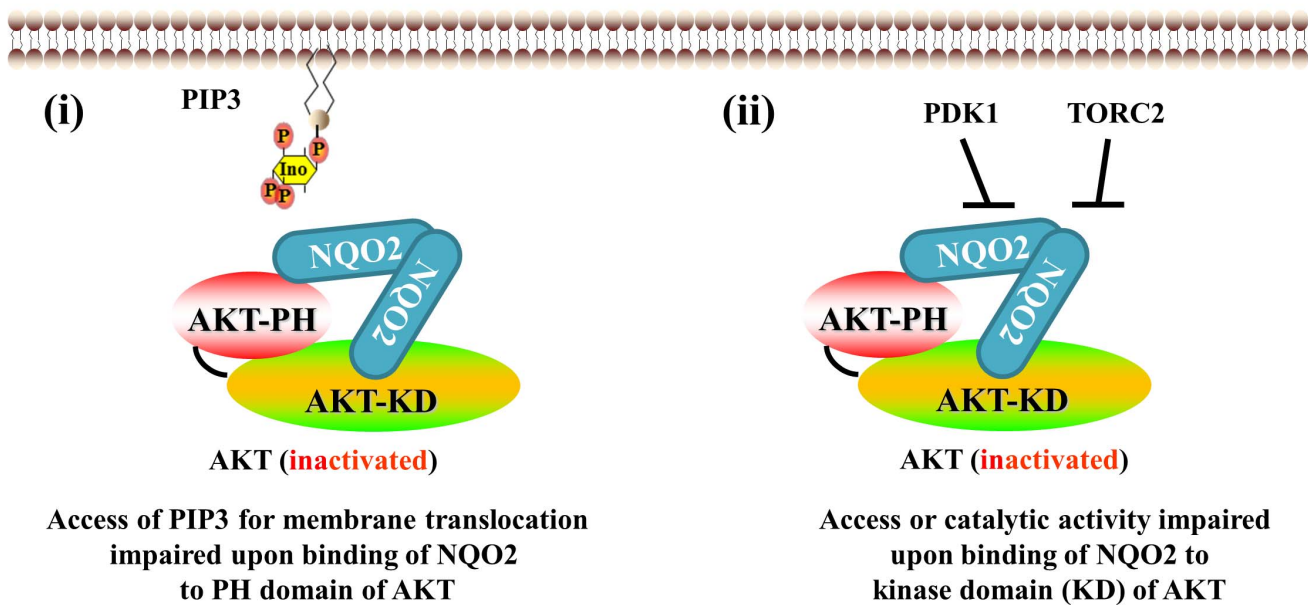 (i)
PIP3
P
P
Ino
P
P
NQO2
NQO2
AKT-PH
AKT-KD
AKT (inactivated)
Access of PIP3 for membrane translocation
impaired upon binding of NQO2
to PH domain of AKT
(ii)
PDK1
TORC2
NQO2
NQO2
AKT-PH
AKT-KD
AKT (inactivated)
Access or catalytic activity impaired
upon binding of NQO2 to
kinase domain (KD) of AKT